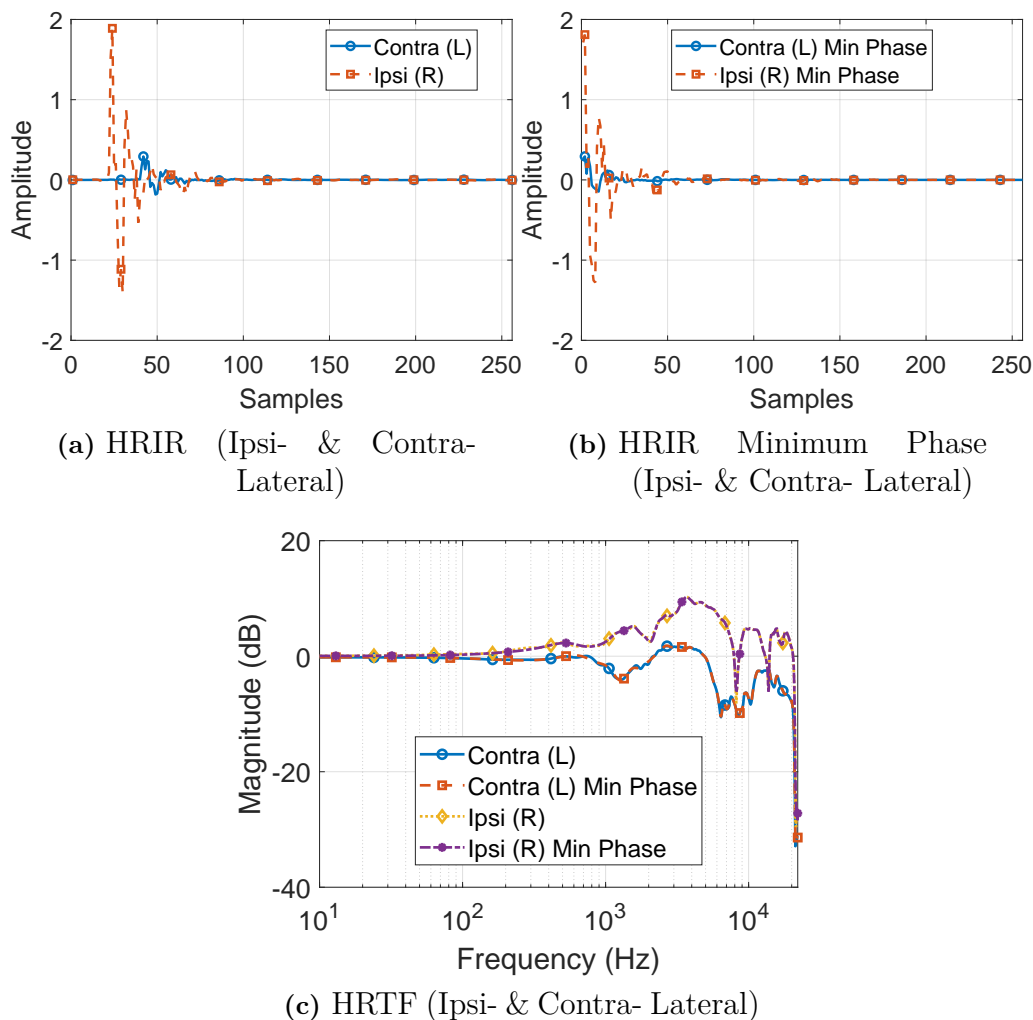 2
1
0
-1
-2
Amplitude
0
50
100
150
200
250
Samples
Contra (L)
Ipsi (R)
(a) HRIR (Ipsi- & Contra-
Lateral)
2
1
0
-1
-2
Amplitude
0
50
100
150
200
250
Samples
Contra (L) Min Phase
Ipsi (R) Min Phase
(b) HRIR Minimum Phase
(Ipsi- & Contra- Lateral)
20
0
-20
-40
Magnitude (dB)
10^1
10^2
10^3
10^4
Frequency (Hz)
Contra (L)
Contra (L) Min Phase
Ipsi (R)
Ipsi (R) Min Phase
(c) HRTF (Ipsi- & Contra- Lateral)